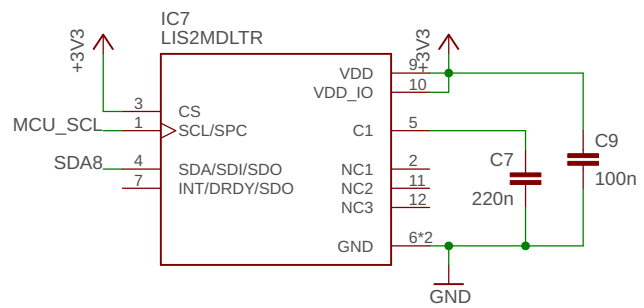 IC7
LIS2MDLTR
+3V3
+3V3
3 CS
MCU_SCL 1 SCL/SPC
SDA8 4 SDA/SDI/SDO
7 INT/DRDY/SDO
VDD 9
VDD_IO 10
C1 5
NC1 2
NC2 11
NC3 12
GND 6*2
C7
220n
C9
100n
GND